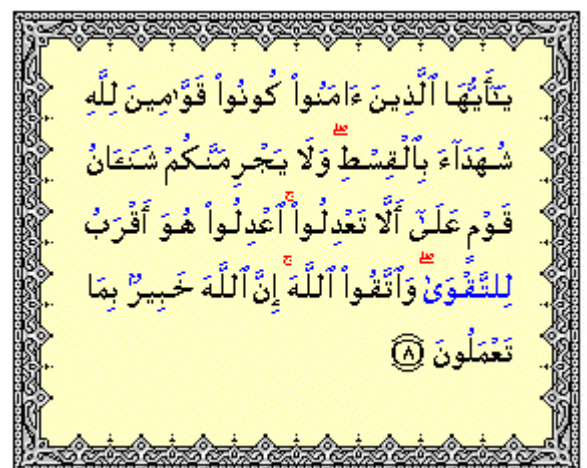 يَـٰٓأَيُّهَا ٱلَّذِينَ ءَامَنُوا۟ كُونُوا۟ قَوَّٰمِينَ لِلَّهِ
شُهَدَآءَ بِٱلْقِسْطِ ۖ وَلَا يَجْرِمَنَّكُمْ شَنَـَٔانُ
قَوْمٍ عَلَىٰٓ أَلَّا تَعْدِلُوا۟ ۚ ٱعْدِلُوا۟ هُوَ أَقْرَبُ
لِلتَّقْوَىٰ ۖ وَٱتَّقُوا۟ ٱللَّهَ ۚ إِنَّ ٱللَّهَ خَبِيرٌۢ بِمَا
تَعْمَلُونَ ﴿٨﴾